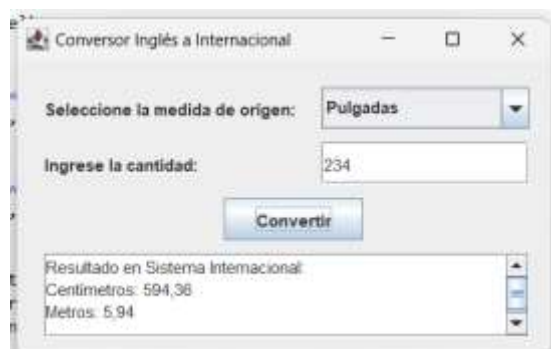 Conversor Inglés a Internacional
Seleccione la medida de origen:
Pulgadas
Ingrese la cantidad:
234
Convertir
Resultado en Sistema Internacional:
Centímetros: 594,36
Metros: 5,94